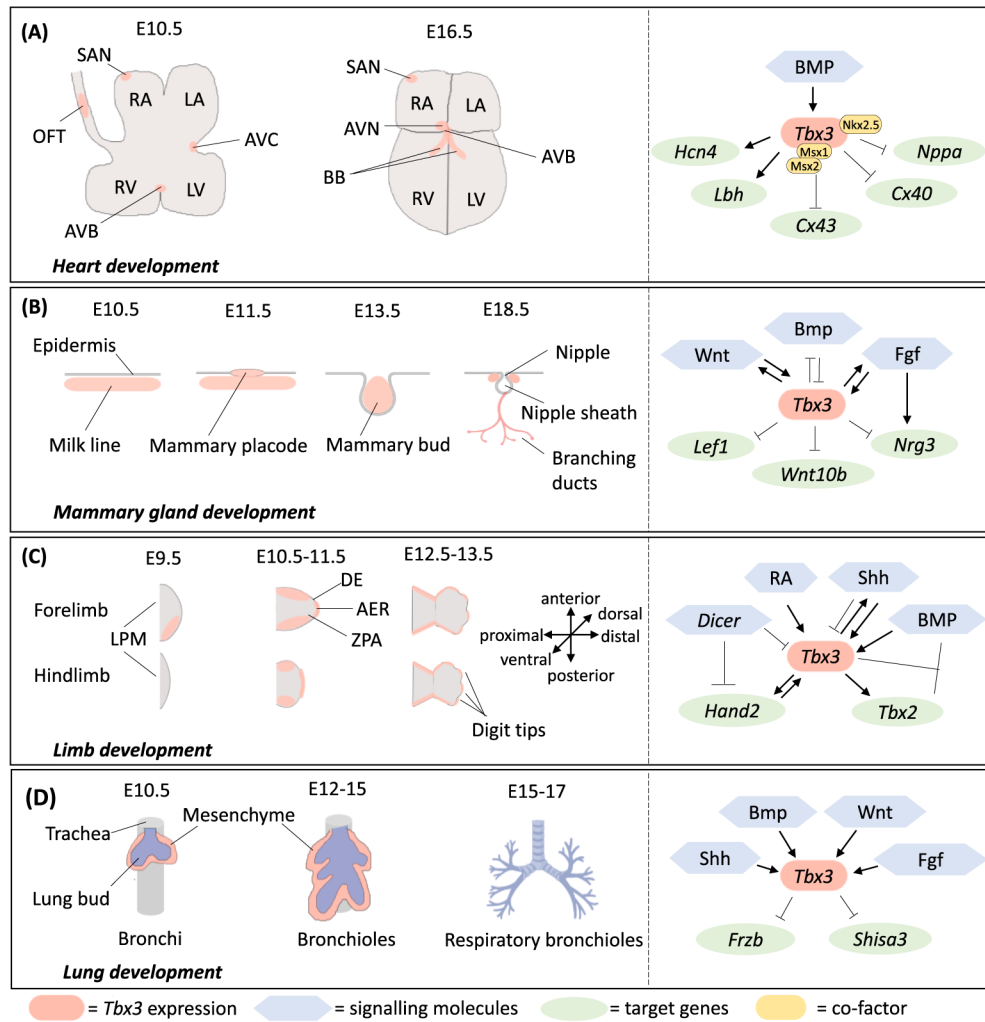 (A)
E10.5
E16.5
SAN
RA
LA
OFT
AVC
RV
LV
AVB
SAN
RA
LA
AVN
AVB
BB
RV
LV
Heart development
BMP
Tbx3
Nkx2.5
Msx1
Msx2
Hcn4
Nppa
Lbh
Cx40
Cx43
(B)
E10.5
E11.5
E13.5
E18.5
Epidermis
Nipple
Nipple sheath
Milk line
Mammary placode
Mammary bud
Branching
ducts
Mammary gland development
Bmp
Wnt
Fgf
Tbx3
Lef1
Nrg3
Wnt10b
(C)
E9.5
E10.5-11.5
E12.5-13.5
DE
Forelimb
AER
LPM
ZPA
Hindlimb
anterior
dorsal
proximal
distal
ventral
posterior
Digit tips
Limb development
RA
Shh
Dicer
BMP
Tbx3
Hand2
Tbx2
(D)
E10.5
E12-15
E15-17
Trachea
Mesenchyme
Lung bud
Bronchi
Bronchioles
Respiratory bronchioles
Lung development
Bmp
Wnt
Shh
Fgf
Tbx3
Frzb
Shisa3
= Tbx3 expression
= signalling molecules
= target genes
= co-factor